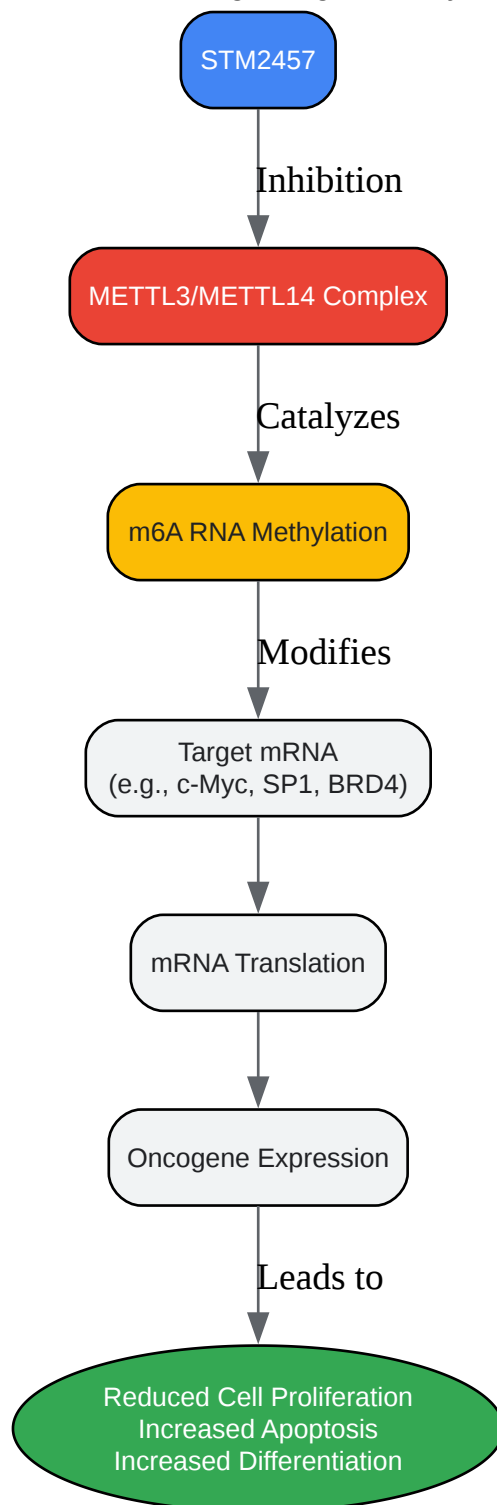 STM2457
Inhibition
METTL3/METTL14 Complex
Catalyzes
m6A RNA Methylation
Modifies
Target mRNA
(e.g., c-Myc, SP1, BRD4)
mRNA Translation
Oncogene Expression
Leads to
Reduced Cell Proliferation
Increased Apoptosis
Increased Differentiation